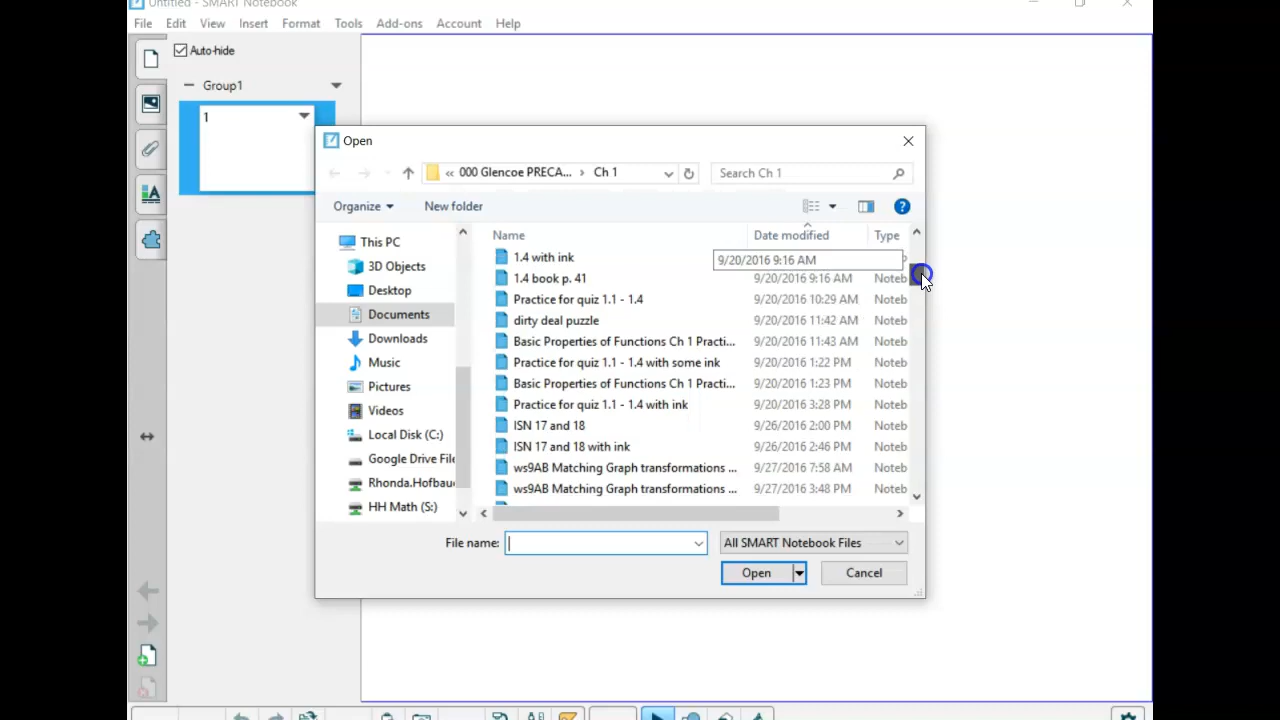 Untitled - SMART Notebook
File Edit View Insert Format Tools Add-ons Account Help
Auto-hide
Group1
1
Open
« 000 Glencoe PRECA... › Ch 1
Search Ch 1
Organize
New folder
This PC
3D Objects
Desktop
Documents
Downloads
Music
Pictures
Videos
Local Disk (C:)
Google Drive File
Rhonda.Hofbau
HH Math (S:)
Name Date modified Type
1.4 with ink 9/20/2016 9:16 AM
1.4 book p. 41 9/20/2016 9:16 AM Noteb
Practice for quiz 1.1 - 1.4 9/20/2016 10:29 AM Noteb
dirty deal puzzle 9/20/2016 11:42 AM Noteb
Basic Properties of Functions Ch 1 Practi... 9/20/2016 11:43 AM Noteb
Practice for quiz 1.1 - 1.4 with some ink 9/20/2016 1:22 PM Noteb
Basic Properties of Functions Ch 1 Practi... 9/20/2016 1:23 PM Noteb
Practice for quiz 1.1 - 1.4 with ink 9/20/2016 3:28 PM Noteb
ISN 17 and 18 9/26/2016 2:00 PM Noteb
ISN 17 and 18 with ink 9/26/2016 2:46 PM Noteb
ws9AB Matching Graph transformations ... 9/27/2016 7:58 AM Noteb
ws9AB Matching Graph transformations ... 9/27/2016 3:48 PM Noteb
File name:
All SMART Notebook Files
Open
Cancel